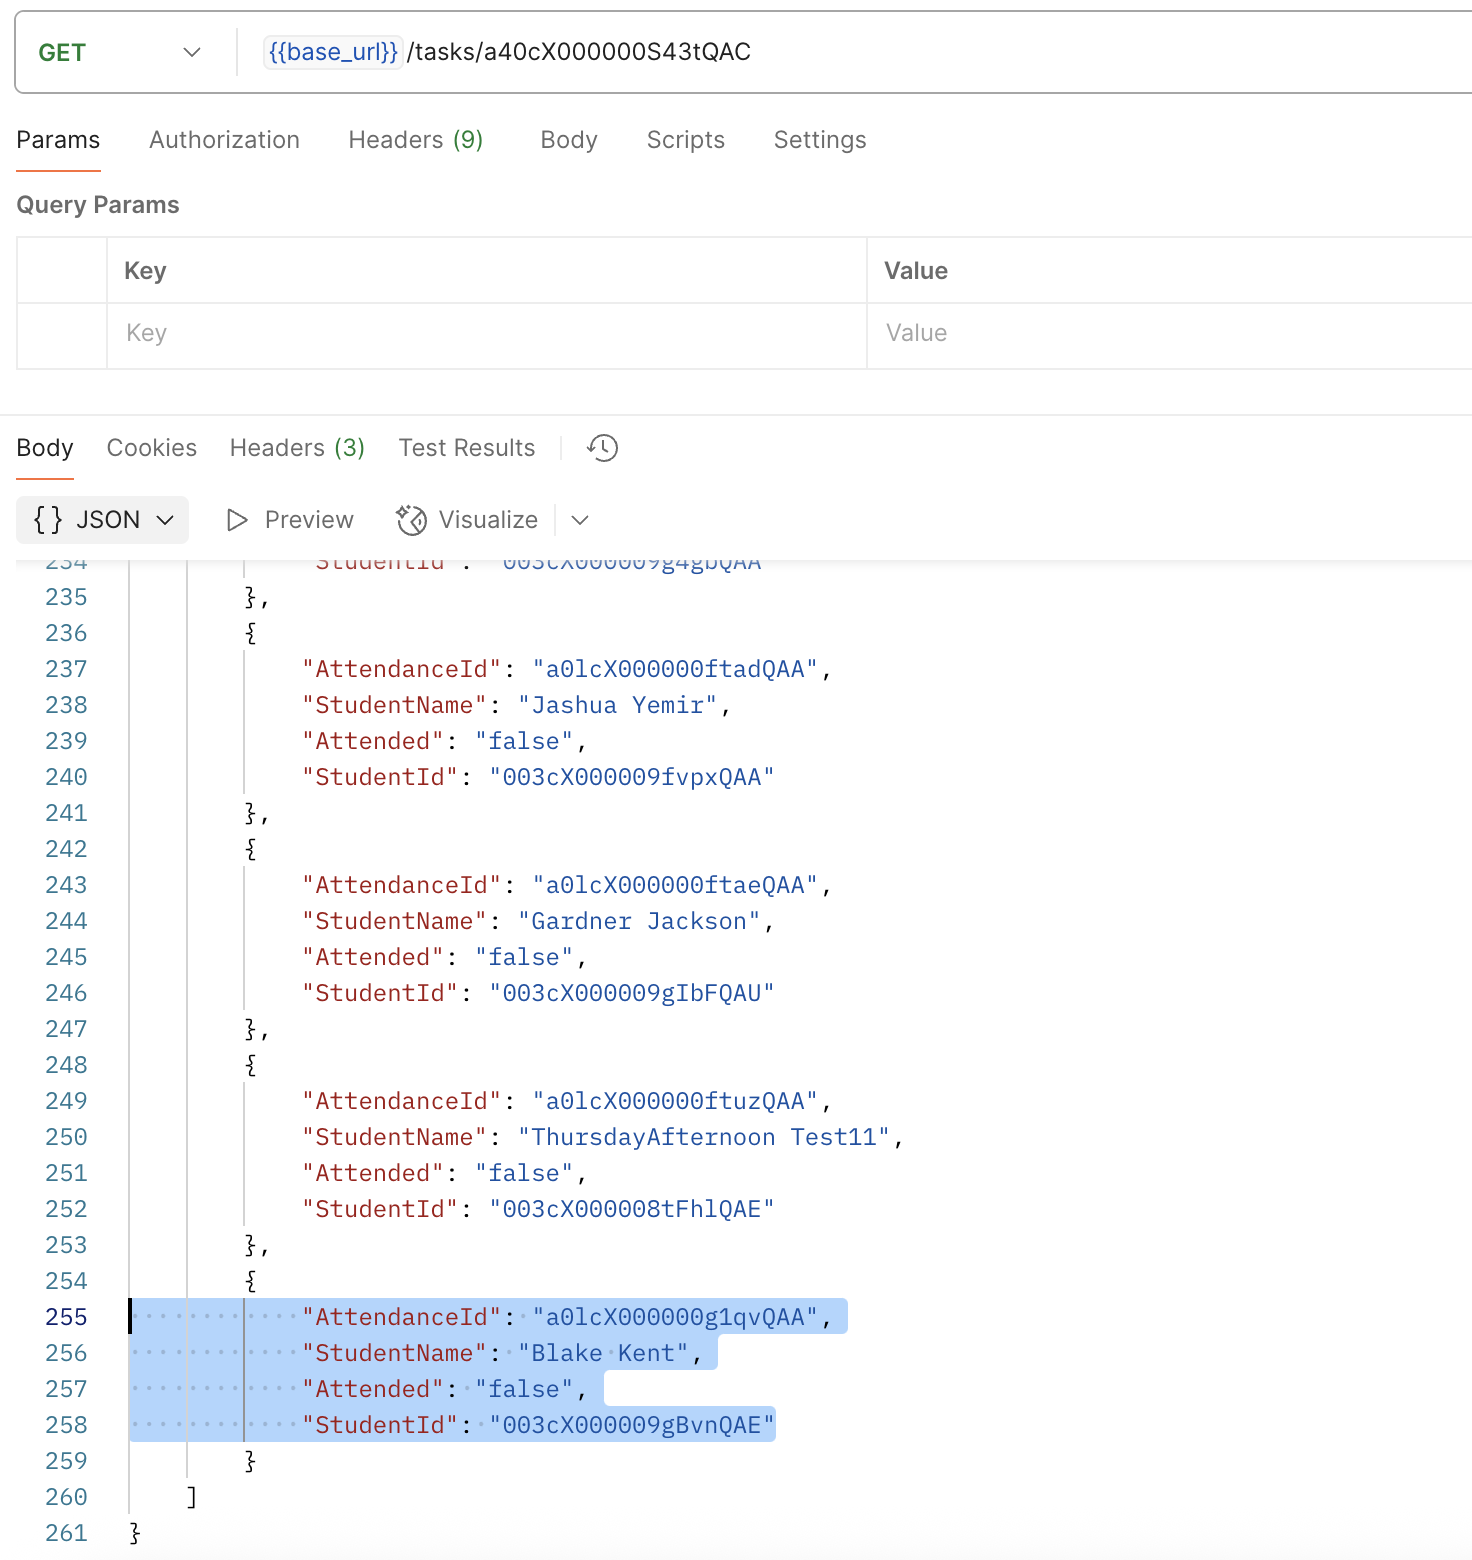 GET {{base_url}}/tasks/a40cX000000S43tQAC
Params Authorization Headers (9) Body Scripts Settings
Query Params
Key Value
Key Value
Body Cookies Headers (3) Test Results
{} JSON Preview Visualize
234 "StudentId": "003cX000009g4gbQAA"
235 },
236 {
237 "AttendanceId": "a0lcX000000ftadQAA",
238 "StudentName": "Jashua Yemir",
239 "Attended": "false",
240 "StudentId": "003cX000009fvpxQAA"
241 },
242 {
243 "AttendanceId": "a0lcX000000ftaeQAA",
244 "StudentName": "Gardner Jackson",
245 "Attended": "false",
246 "StudentId": "003cX000009gIbFQAU"
247 },
248 {
249 "AttendanceId": "a0lcX000000ftuzQAA",
250 "StudentName": "ThursdayAfternoon Test11",
251 "Attended": "false",
252 "StudentId": "003cX000008tFhlQAE"
253 },
254 {
255 "AttendanceId": "a0lcX000000g1qvQAA",
256 "StudentName": "Blake Kent",
257 "Attended": "false",
258 "StudentId": "003cX000009gBvnQAE"
259 }
260 ]
261 }